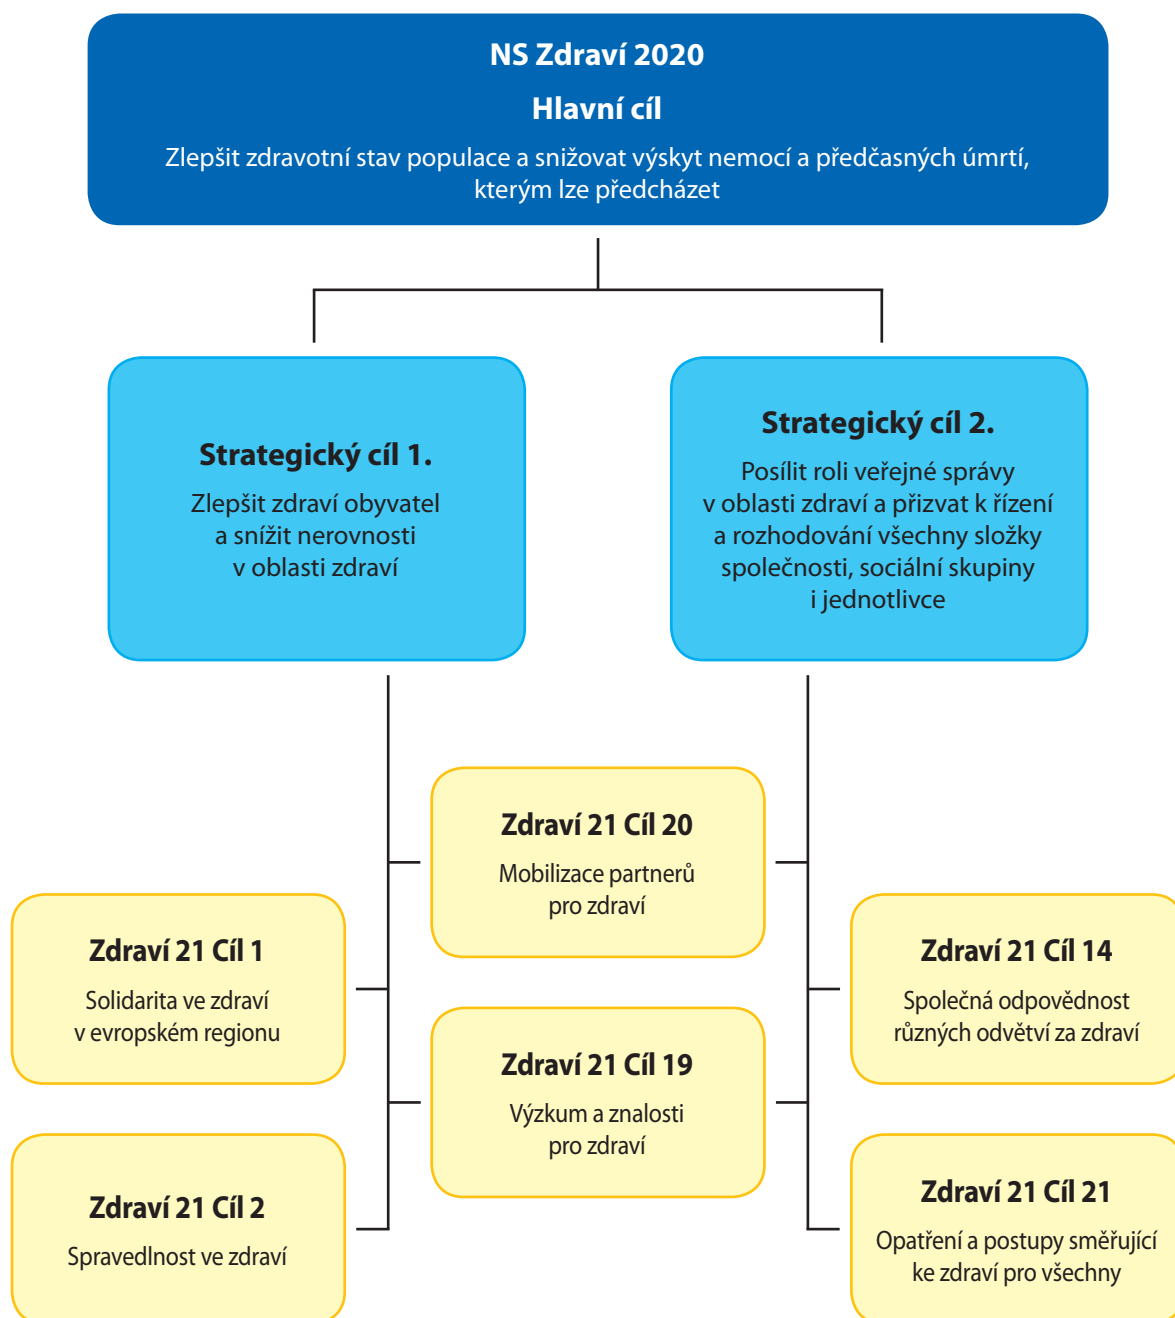 NS Zdraví 2020
Hlavní cíl
Zlepšit zdravotní stav populace a snižovat výskyt nemocí a předčasných úmrtí,
kterým lze předcházet
Strategický cíl 1.
Zlepšit zdraví obyvatel
a snížit nerovnosti
v oblasti zdraví
Strategický cíl 2.
Posílit roli veřejné správy
v oblasti zdraví a přizvat k řízení
a rozhodování všechny složky
společnosti, sociální skupiny
i jednotlivce
Zdraví 21 Cíl 20
Mobilizace partnerů
pro zdraví
Zdraví 21 Cíl 1
Solidarita ve zdraví
v evropském regionu
Zdraví 21 Cíl 14
Společná odpovědnost
různých odvětví za zdraví
Zdraví 21 Cíl 19
Výzkum a znalosti
pro zdraví
Zdraví 21 Cíl 2
Spravedlnost ve zdraví
Zdraví 21 Cíl 21
Opatření a postupy směřující
ke zdraví pro všechny